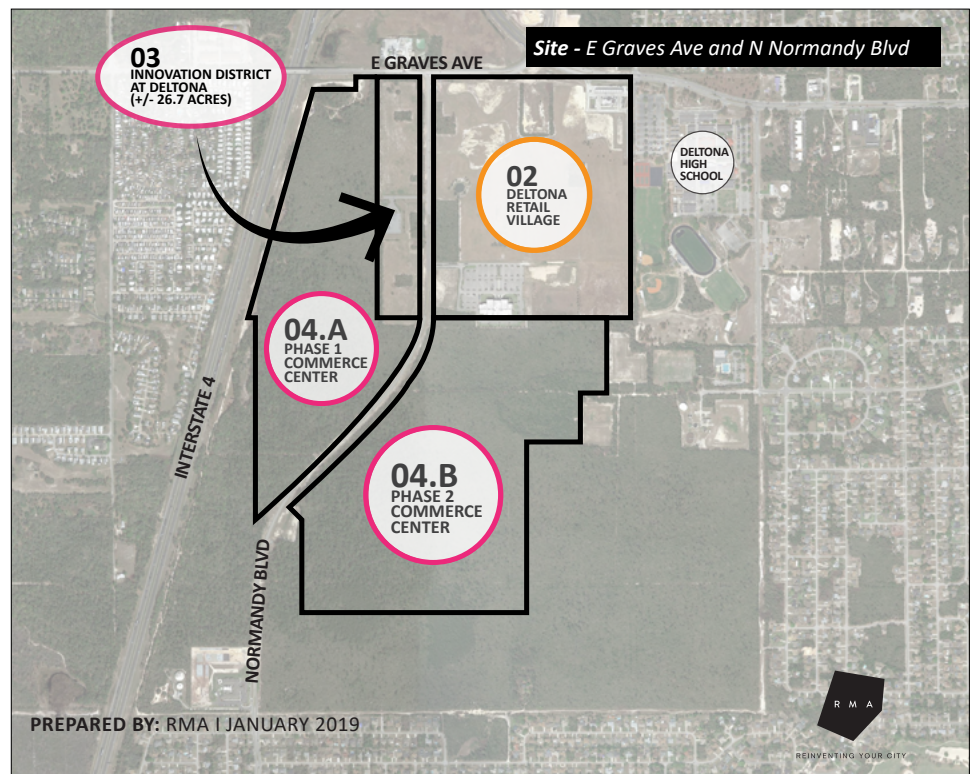 Site - E Graves Ave and N Normandy Blvd
03
INNOVATION DISTRICT
AT DELTONA
(+/- 26.7 ACRES)
E GRAVES AVE
02
DELTONA
RETAIL
VILLAGE
DELTONA
HIGH
SCHOOL
04.A
PHASE 1
COMMERCE
CENTER
INTERSTATE 4
04.B
PHASE 2
COMMERCE
CENTER
NORMANDY BLVD
PREPARED BY: RMA I JANUARY 2019
R M A
REINVENTING YOUR CITY